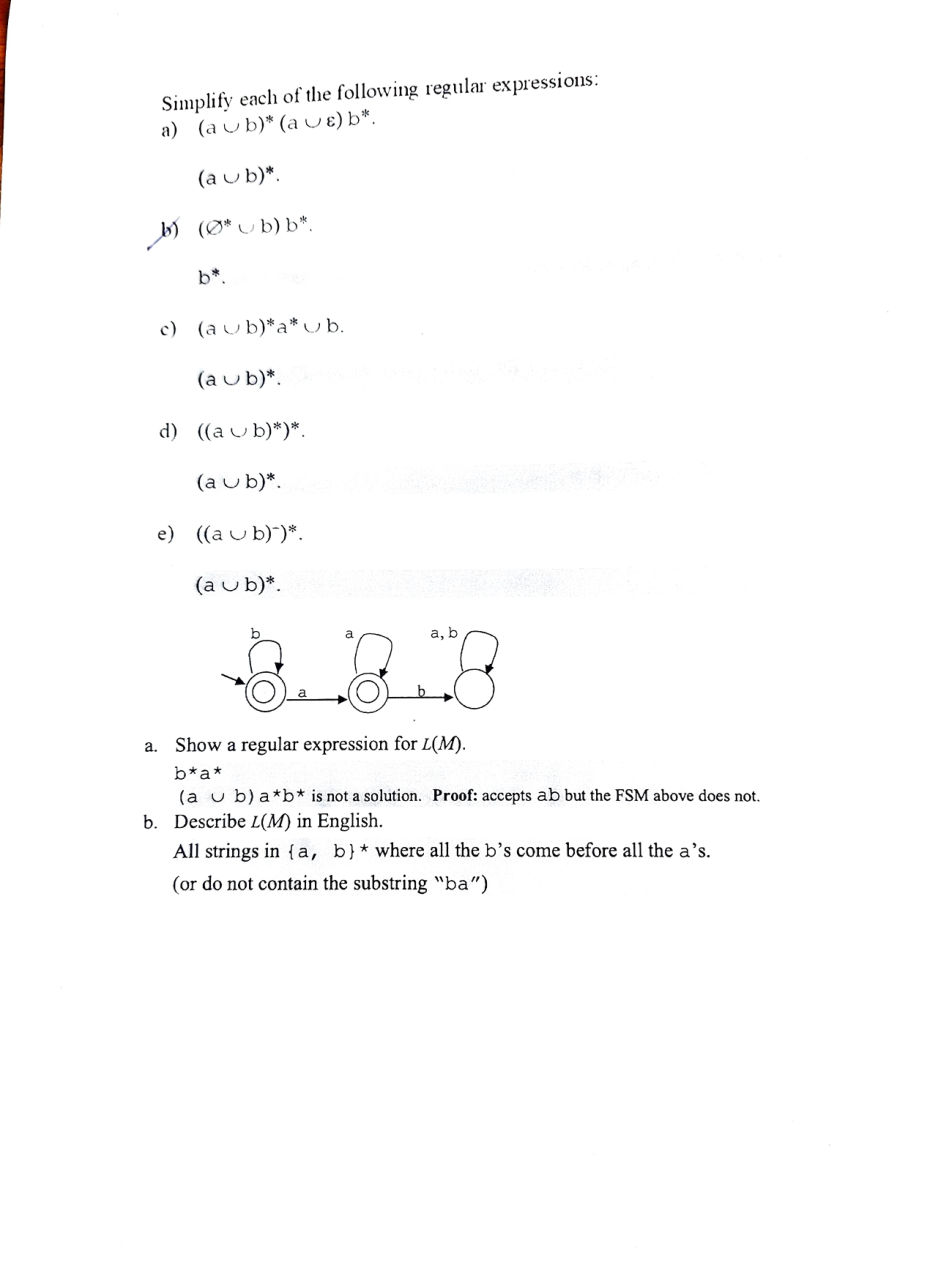 Simplify each of the following regular expressions:
a) (a ∪ b)* (a ∪ ε) b*.
(a ∪ b)*.
b) (∅* ∪ b) b*.
b*.
c) (a ∪ b)*a* ∪ b.
(a ∪ b)*.
d) ((a ∪ b)*)*.
(a ∪ b)*.
e) ((a ∪ b)⁻)*.
(a ∪ b)*.
b a a, b
a b
a. Show a regular expression for L(M).
b*a*
(a ∪ b) a*b* is not a solution. Proof: accepts ab but the FSM above does not.
b. Describe L(M) in English.
All strings in {a, b}* where all the b's come before all the a's.
(or do not contain the substring "ba")